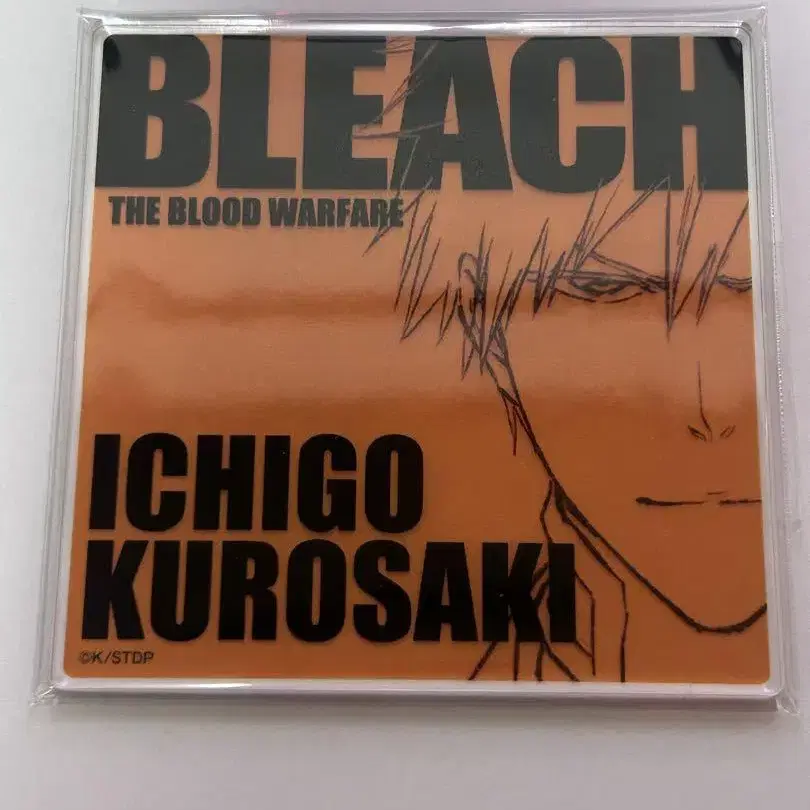 BLEACH
THE BLOOD WARFARE
ICHIGO
KUROSAKI
©K/STDP